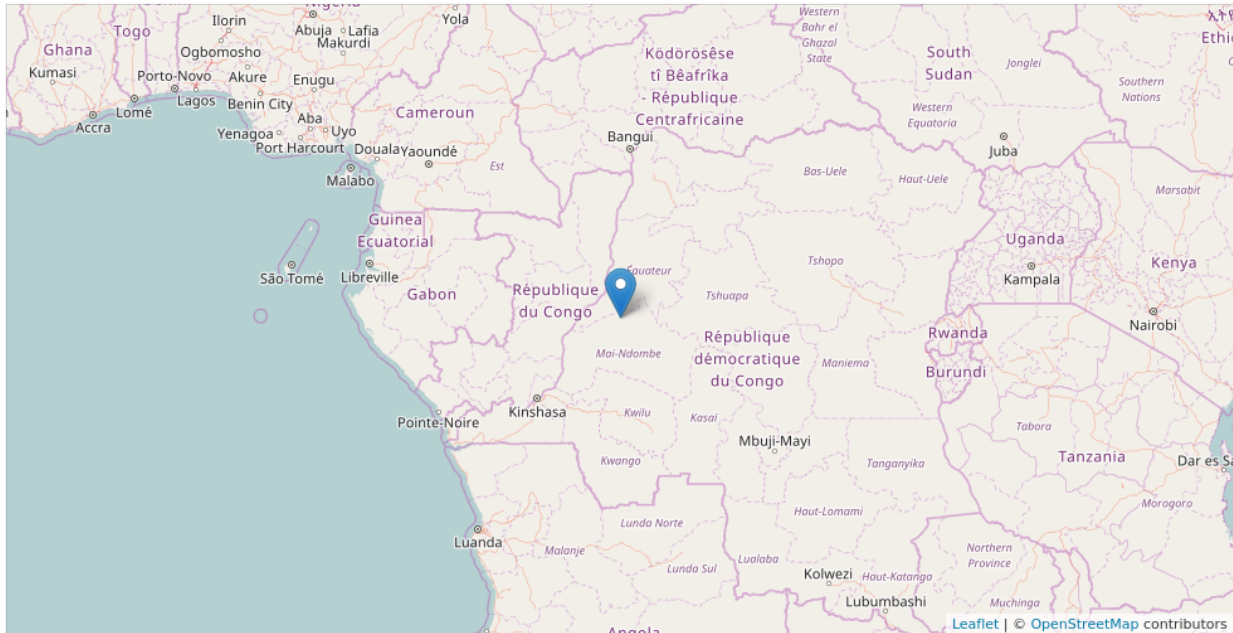 Nigeria
Ilorin
Yola
Togo
Abuja
Lafia
Ghana
Ogbomosho
Makurdi
Western
Bahr el
Ghazal
State
Kumasi
Porto-Novo
Akure
Enugu
Ködörösêse
tî Bêafrîka
- République
Centrafricaine
South
Sudan
Jonglei
Lomé
Lagos
Benin City
Cameroun
Southern
Nations
Accra
Aba
Yenagoa
Uyo
Port Harcourt
Douala
Yaoundé
Bangui
Western
Equatoria
Juba
Malabo
Est
Bas-Uele
Haut-Uele
Marsabit
Guinea
Ecuatorial
Uganda
São Tomé
Libreville
Gabon
République
du Congo
Équateur
Tshopo
Kampala
Kenya
Tshuapa
Nairobi
Mai-Ndombe
République
démocratique
du Congo
Maniema
Rwanda
Burundi
Pointe-Noire
Kinshasa
Kwilu
Kasaï
Mbuji-Mayi
Tabora
Kwango
Tanganyika
Tanzania
Dar es Sa
Morogoro
Luanda
Malanje
Lunda Norte
Lunda Sul
Lualaba
Haut-Lomami
Kolwezi
Haut-Katanga
Northern
Province
Lubumbashi
Muchinga
Angola
Leaflet | © OpenStreetMap contributors